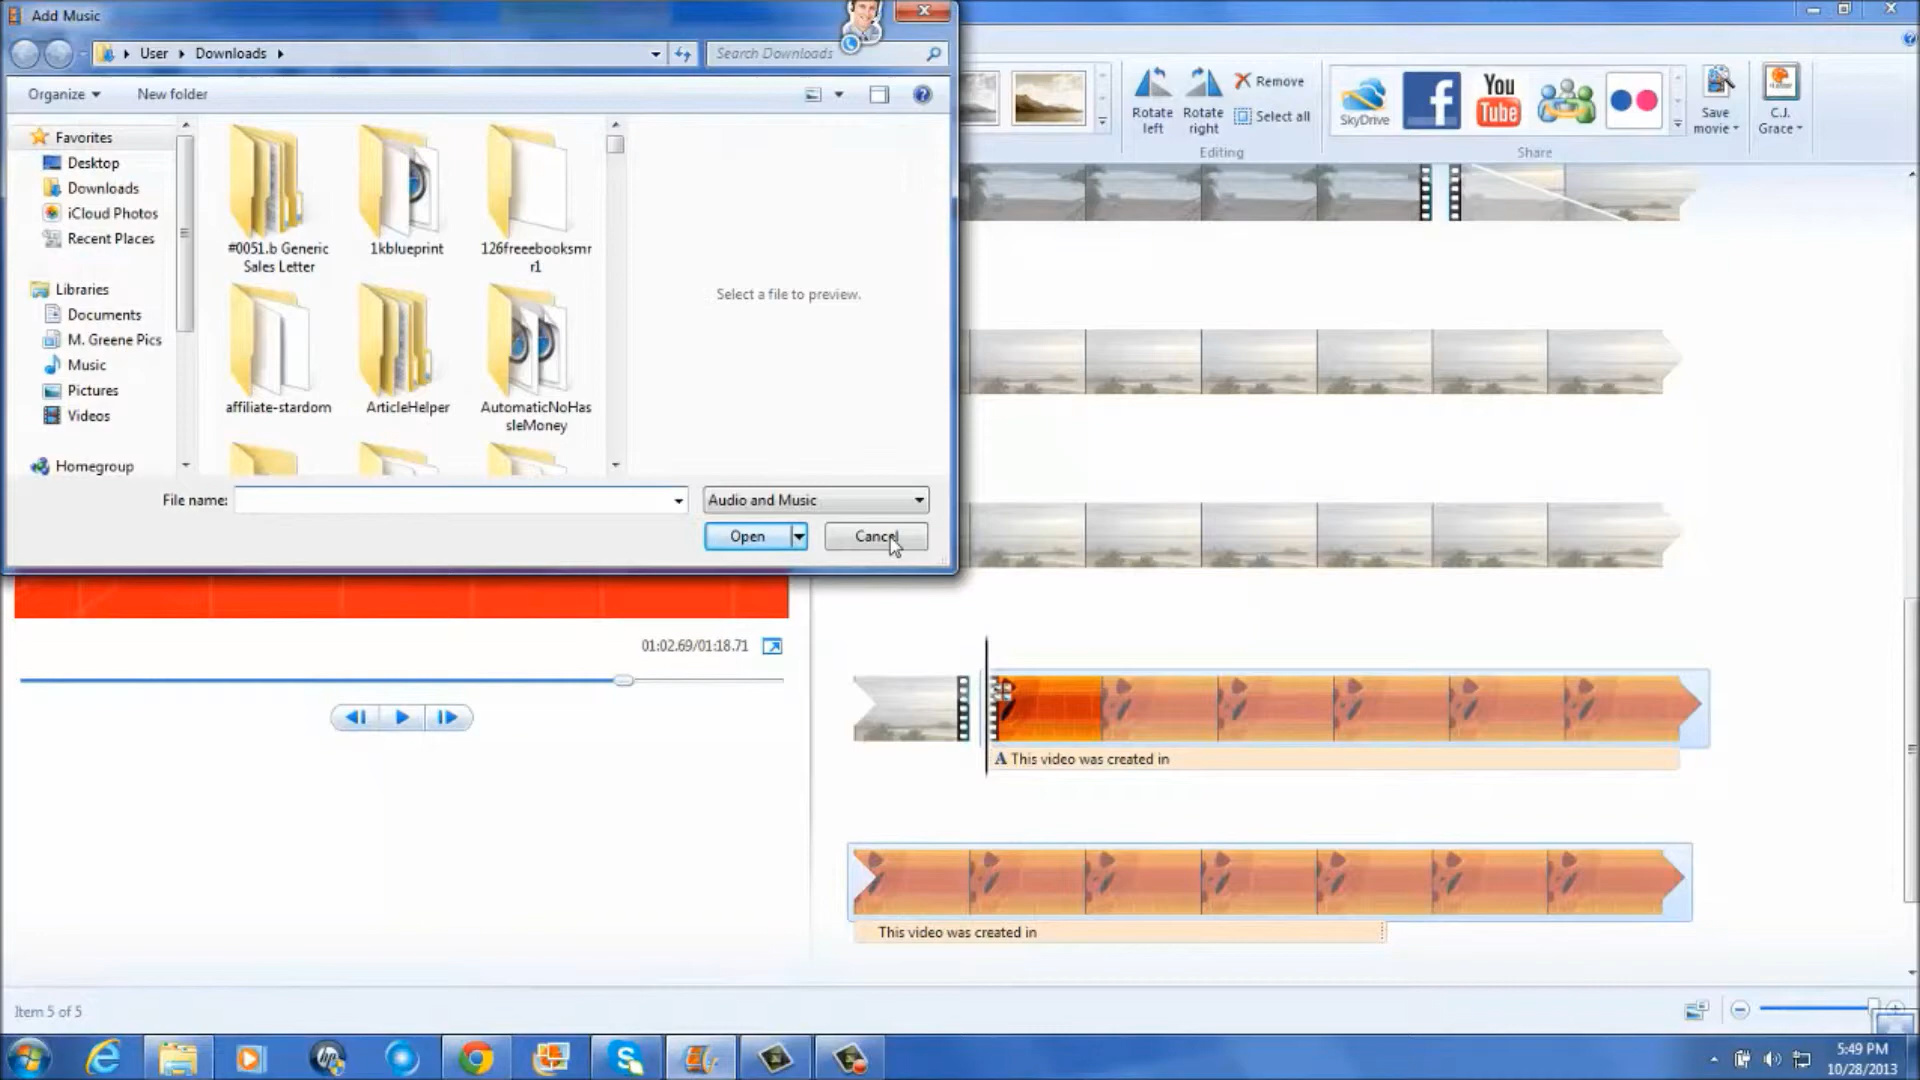 Add Music
User
Downloads
Search Downloads
Organize
New folder
Favorites
Desktop
Downloads
iCloud Photos
Recent Places
Libraries
Documents
M. Greene Pics
Music
Pictures
Videos
Homegroup
#0051.b Generic
Sales Letter
1kblueprint
126freeebooksmr
r1
affiliate-stardom
ArticleHelper
AutomaticNoHas
sleMoney
Select a file to preview.
File name:
Audio and Music
Open
Cancel
Rotate
left
Rotate
right
Remove
Select all
Editing
SkyDrive
f
You
Tube
Share
Save
movie
C.J.
Grace
01:02.69/01:18.71
A This video was created in
This video was created in
Item 5 of 5
hp
S
5:49 PM
10/28/2013